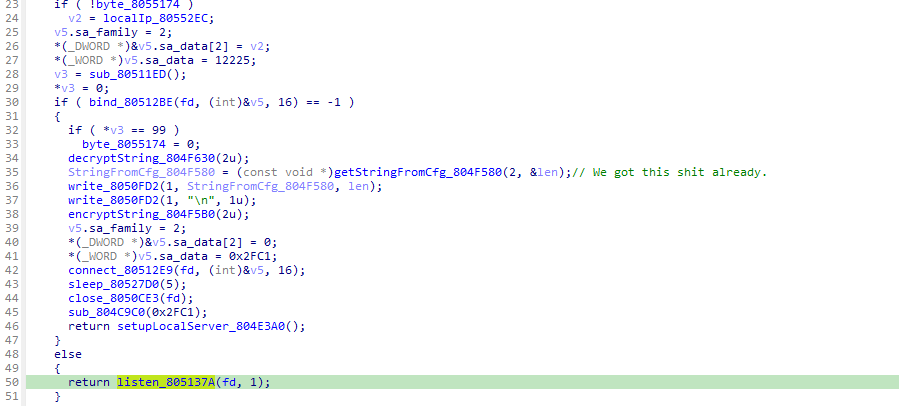 23 if ( !byte_8055174 )
24 v2 = localIp_80552EC;
25 v5.sa_family = 2;
26 *(_DWORD *)&v5.sa_data[2] = v2;
27 *(_WORD *)v5.sa_data = 12225;
28 v3 = sub_80511ED();
29 *v3 = 0;
30 if ( bind_80512BE(fd, (int)&v5, 16) == -1 )
31 {
32 if ( *v3 == 99 )
33 byte_8055174 = 0;
34 decryptString_804F630(2u);
35 StringFromCfg_804F580 = (const void *)getStringFromCfg_804F580(2, &len);// We got this shit already.
36 write_8050FD2(1, StringFromCfg_804F580, len);
37 write_8050FD2(1, "\n", 1u);
38 encryptString_804F5B0(2u);
39 v5.sa_family = 2;
40 *(_DWORD *)&v5.sa_data[2] = 0;
41 *(_WORD *)v5.sa_data = 0x2FC1;
42 connect_80512E9(fd, (int)&v5, 16);
43 sleep_80527D0(5);
44 close_8050CE3(fd);
45 sub_804C9C0(0x2FC1);
46 return setupLocalServer_804E3A0();
47 }
48 else
49 {
50 return listen_805137A(fd, 1);
51 }